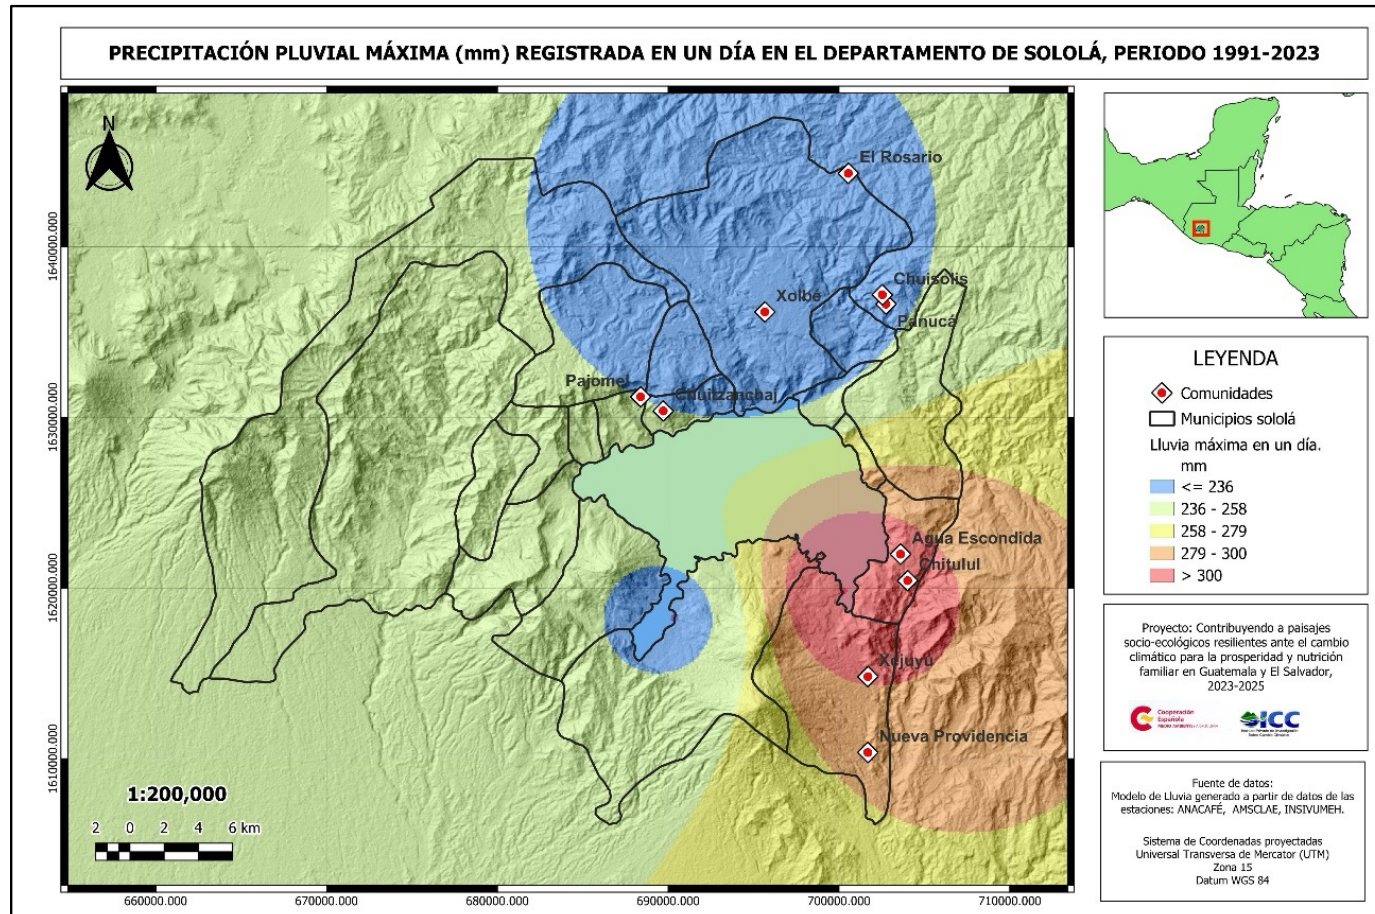 PRECIPITACIÓN PLUVIAL MÁXIMA (mm) REGISTRADA EN UN DÍA EN EL DEPARTAMENTO DE SOLOLÁ, PERIODO 1991-2023
N
El Rosario
Chuisolis
Xolbé
Panucá
Pajomel
Chuitzanchaj
Agua Escondida
Chitulul
Xejuyú
Nueva Providencia
1640000.000
1630000.000
1620000.000
1610000.000
1:200,000
2 0 2 4 6 km
660000.000 670000.000 680000.000 690000.000 700000.000 710000.000
LEYENDA
Comunidades
Municipios sololá
Lluvia máxima en un día.
mm
<= 236
236 - 258
258 - 279
279 - 300
> 300
Proyecto: Contribuyendo a paisajes
socio-ecológicos resilientes ante el cambio
climático para la prosperidad y nutrición
familiar en Guatemala y El Salvador,
2023-2025
Cooperación
Española
ICC
Fuente de datos:
Modelo de Lluvia generado a partir de datos de las
estaciones: ANACAFÉ, AMSCLAE, INSIVUMEH.
Sistema de Coordenadas proyectadas
Universal Transversa de Mercator (UTM)
Zona 15
Datum WGS 84